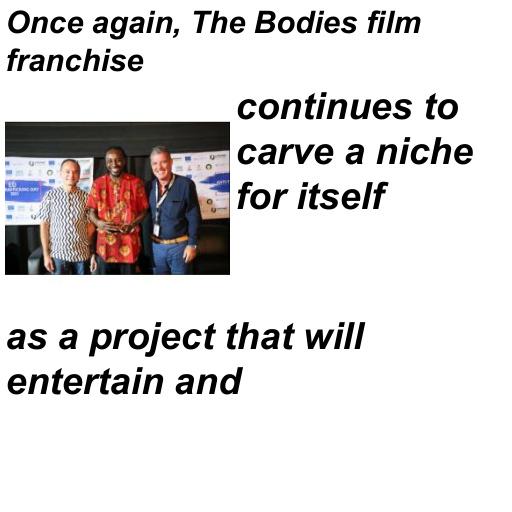 Once again, The Bodies film
franchise
continues to
carve a niche
for itself
as a project that will
entertain and